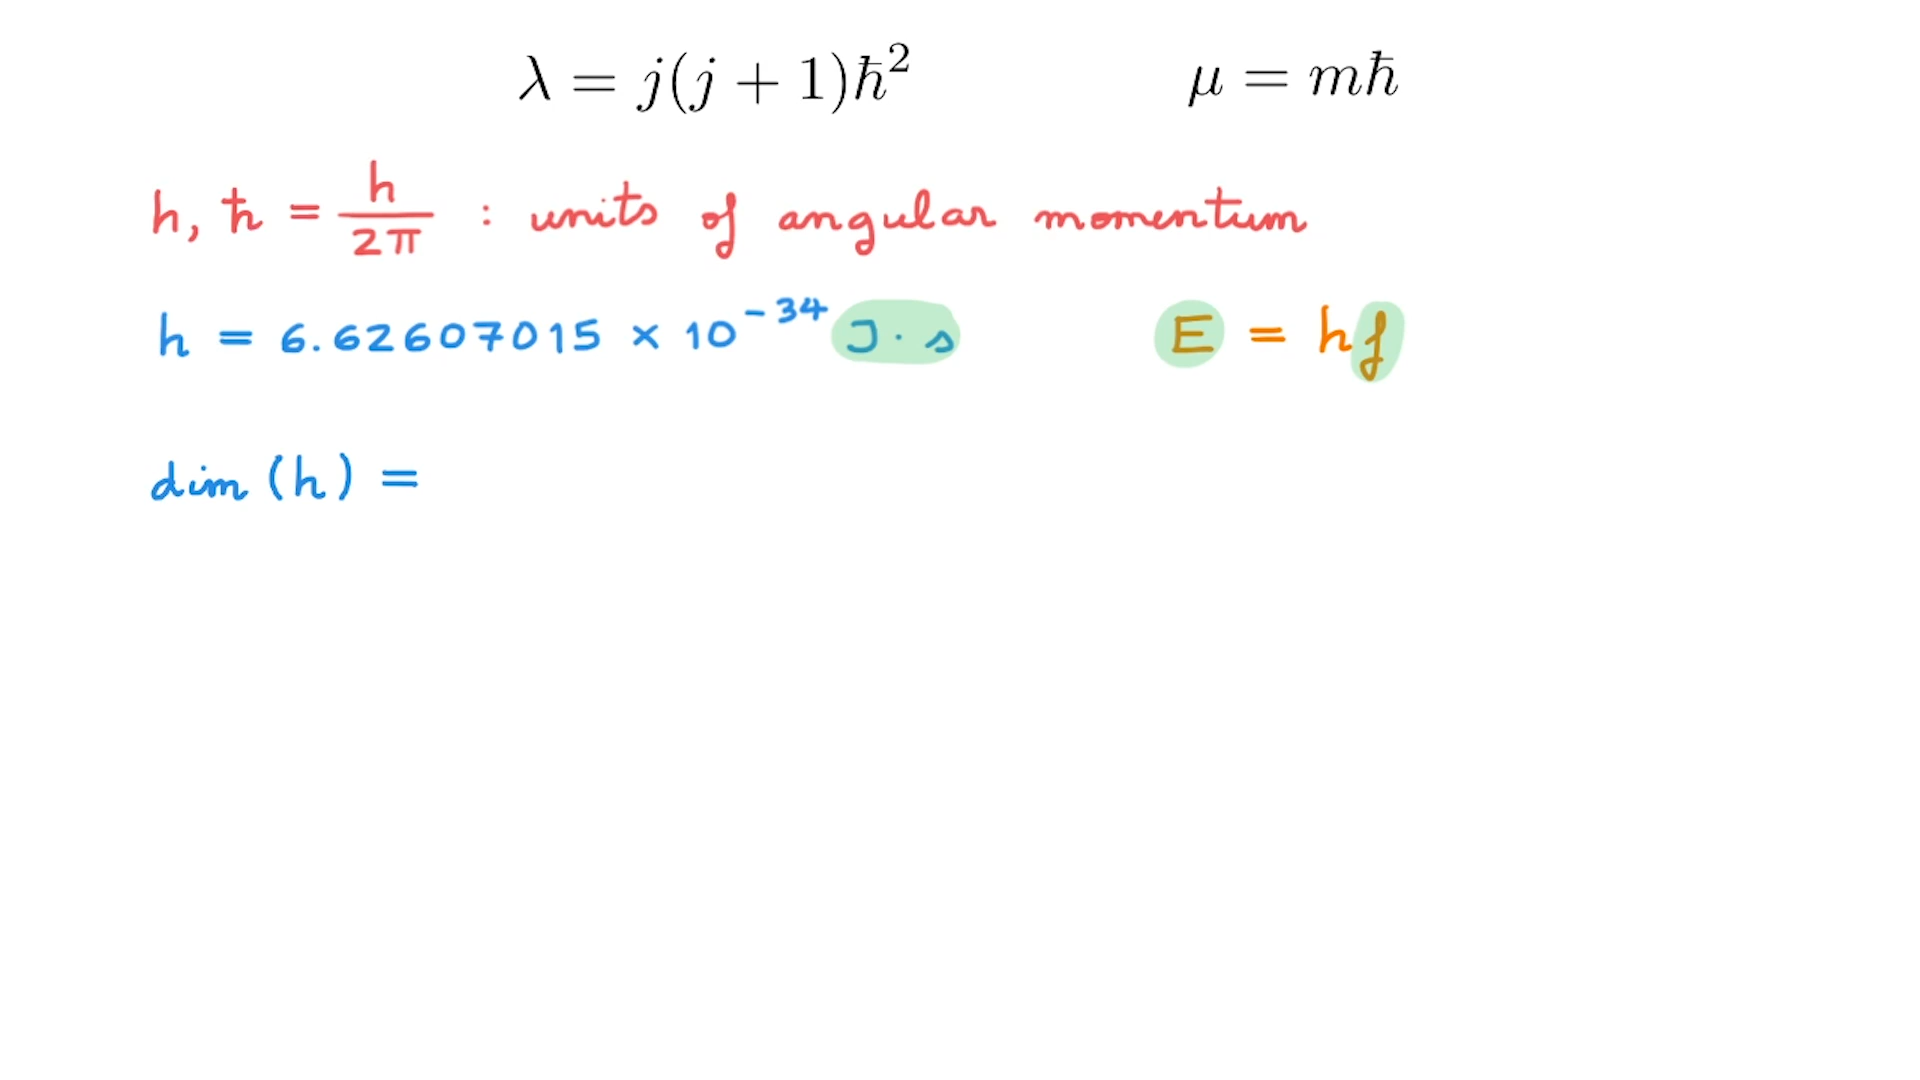 λ = j(j + 1)ħ² μ = mħ
h, ħ = h/2π : units of angular momentum
h = 6.62607015 × 10⁻³⁴ J · s E = hf
dim (h) =